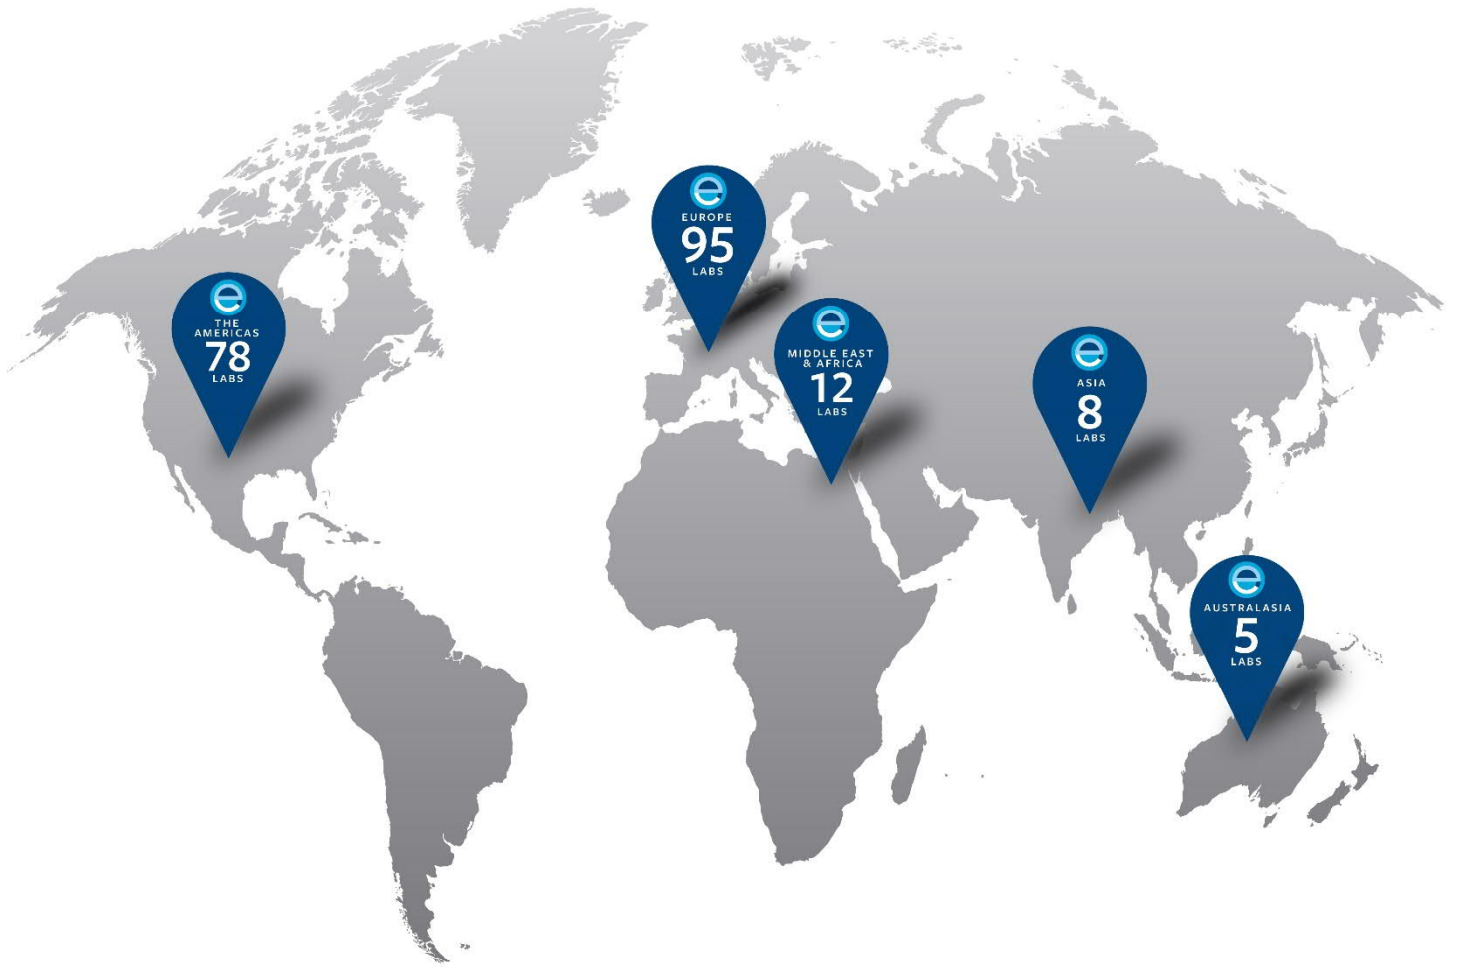 EUROPE
95
LABS
THE
AMERICAS
78
LABS
MIDDLE EAST
& AFRICA
12
LABS
ASIA
8
LABS
AUSTRALASIA
5
LABS